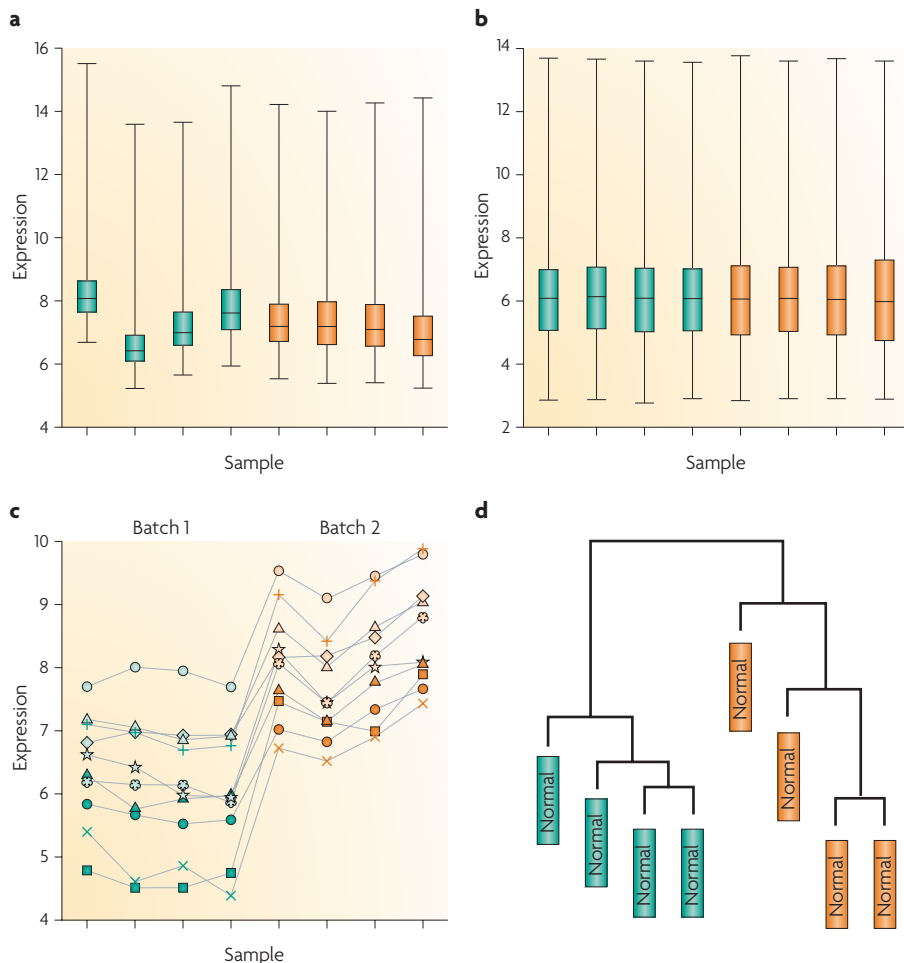 a
16
14
12
10
8
6
4
Expression
Sample
b
14
12
10
8
6
4
2
Expression
Sample
c
Batch 1
Batch 2
10
9
8
7
6
5
4
Expression
Sample
d
Normal
Normal
Normal
Normal
Normal
Normal
Normal
Normal